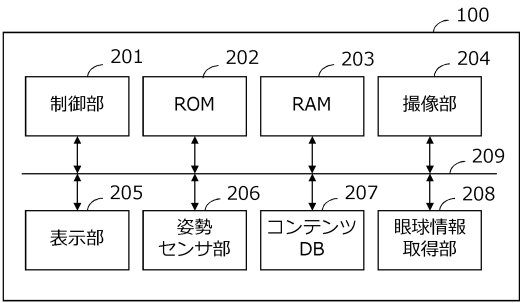 100
201
202
203
204
制御部
ROM
RAM
撮像部
209
205
206
207
208
表示部
姿勢
センサ部
コンテンツ
DB
眼球情報
取得部